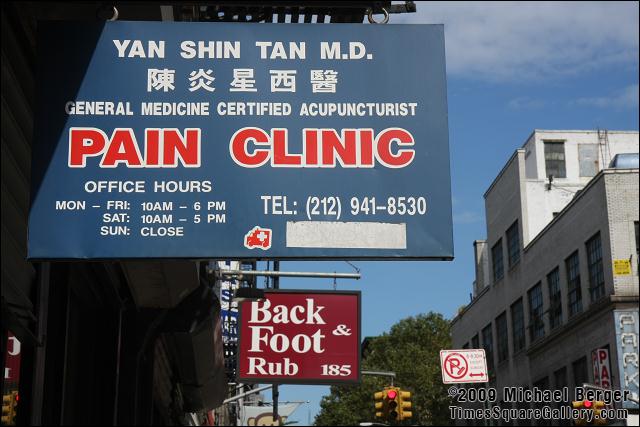 YAN SHIN TAN M.D.
陳炎星西醫
GENERAL MEDICINE CERTIFIED ACUPUNCTURIST
PAIN CLINIC
OFFICE HOURS
MON - FRI: 10AM - 6 PM
SAT: 10AM - 5 PM
SUN: CLOSE
TEL: (212) 941-8530
Back &
Foot
Rub 185
PARK
©2009 Michael Berger
TimesSquareGallery.com